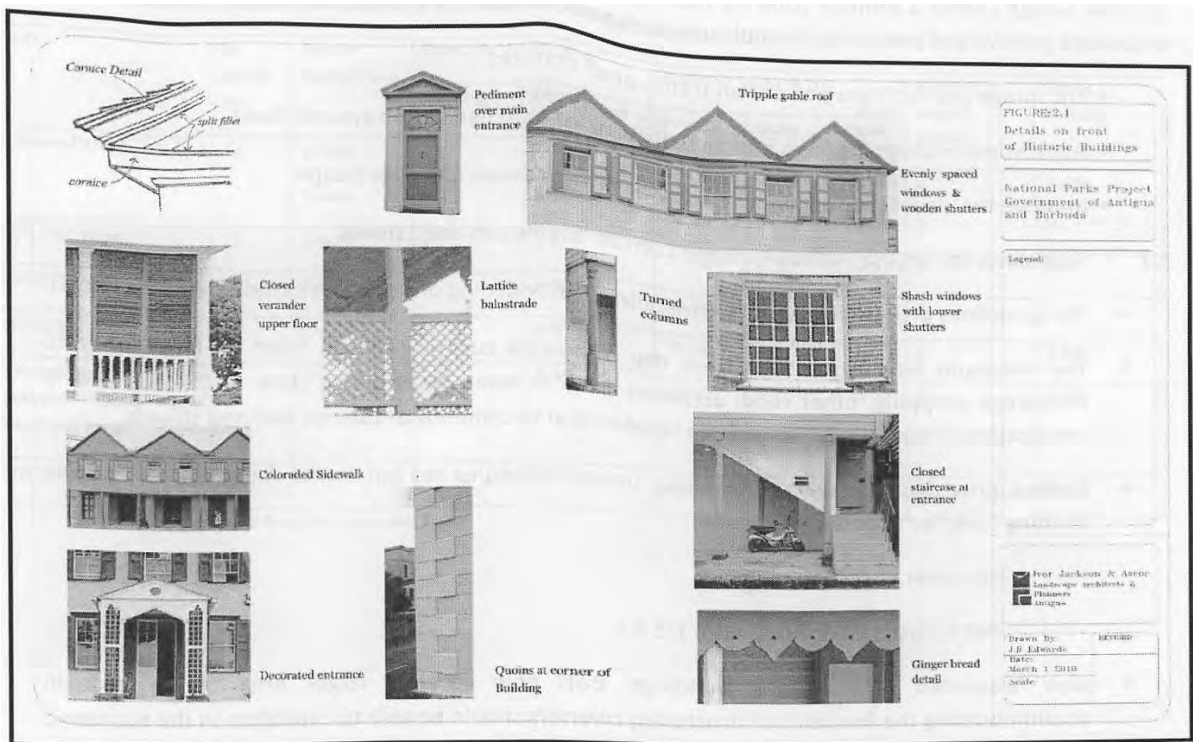 Cornice Detail
split fillet
cornice
Pediment
over main
entrance
Tripple gable roof
Evenly spaced
windows &
wooden shutters
Closed
verander
upper floor
Lattice
balustrade
Turned
columns
Shash windows
with louver
shutters
Coloraded Sidewalk
Closed
staircase at
entrance
Decorated entrance
Quoins at corner of
Building
Ginger bread
detail
FIGURE:2.1
Details on front
of Historic Buildings
National Parks Project
Government of Antigua
and Barbuda
Legend:
Ivor Jackson & Assoc
Landscape architects &
Planners
Antigua
Drawn By:
J.B Edwards
REVISED
Date:
March 1 2010
Scale